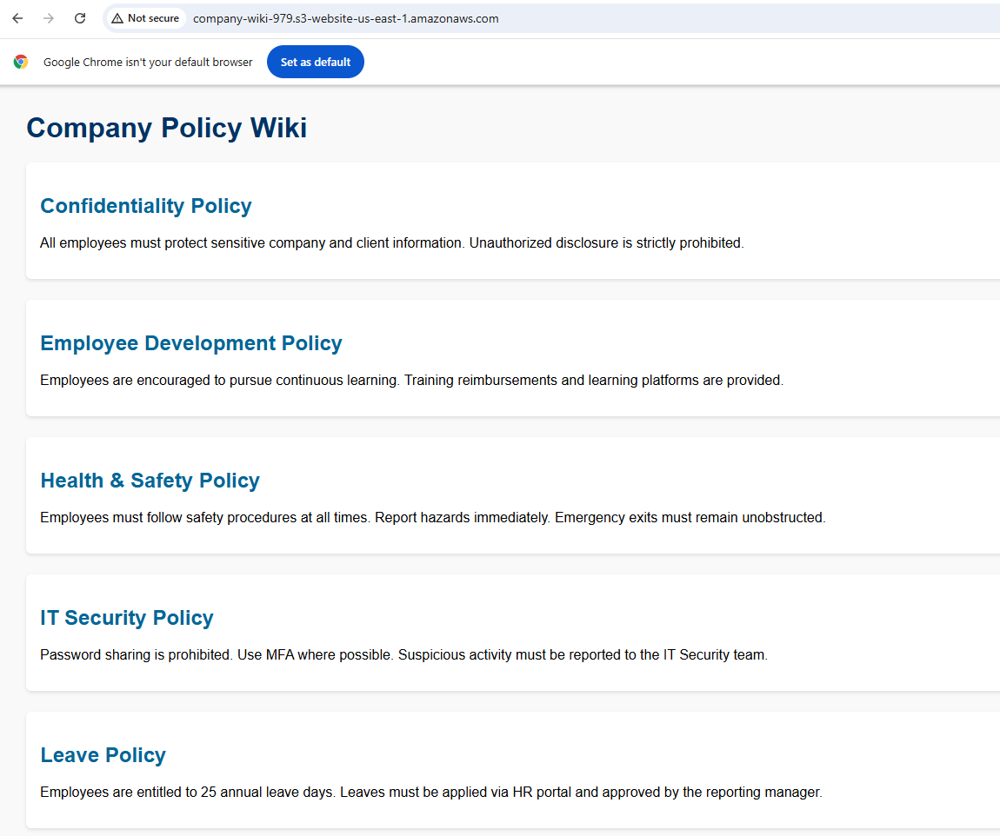 Not secure company-wiki-979.s3-website-us-east-1.amazonaws.com
Google Chrome isn't your default browser Set as default
Company Policy Wiki
Confidentiality Policy
All employees must protect sensitive company and client information. Unauthorized disclosure is strictly prohibited.
Employee Development Policy
Employees are encouraged to pursue continuous learning. Training reimbursements and learning platforms are provided.
Health & Safety Policy
Employees must follow safety procedures at all times. Report hazards immediately. Emergency exits must remain unobstructed.
IT Security Policy
Password sharing is prohibited. Use MFA where possible. Suspicious activity must be reported to the IT Security team.
Leave Policy
Employees are entitled to 25 annual leave days. Leaves must be applied via HR portal and approved by the reporting manager.